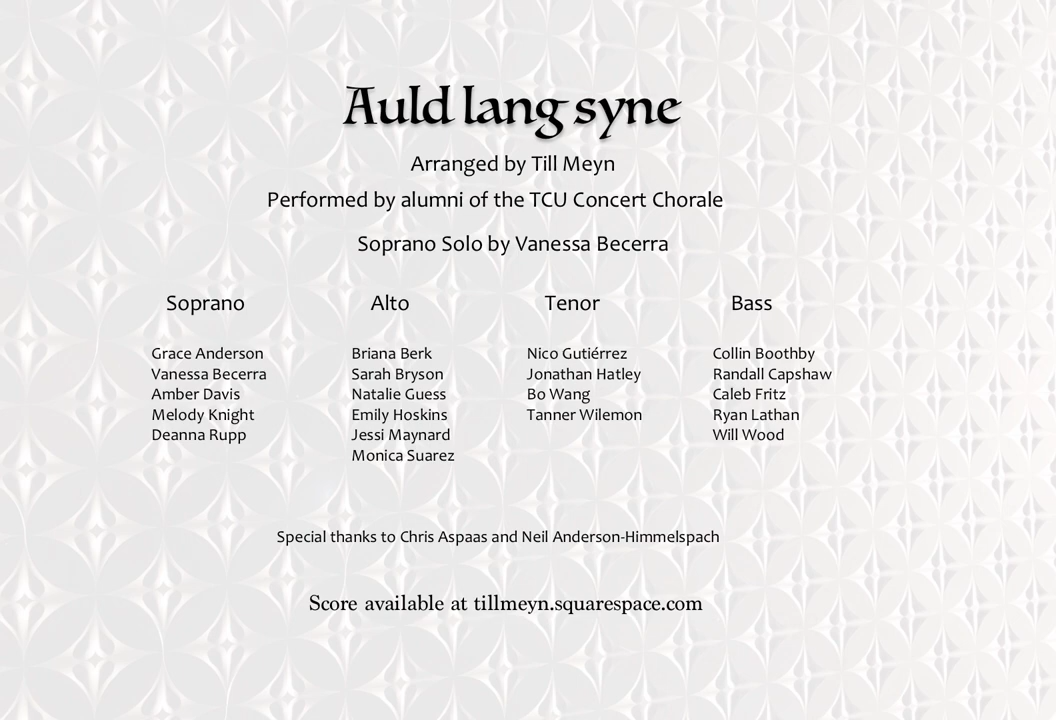 Auld lang syne
Arranged by Till Meyn
Performed by alumni of the TCU Concert Chorale
Soprano Solo by Vanessa Becerra
Soprano
Grace Anderson
Vanessa Becerra
Amber Davis
Melody Knight
Deanna Rupp
Alto
Briana Berk
Sarah Bryson
Natalie Guess
Emily Hoskins
Jessi Maynard
Monica Suarez
Tenor
Nico Gutiérrez
Jonathan Hatley
Bo Wang
Tanner Wilemon
Bass
Collin Boothby
Randall Capshaw
Caleb Fritz
Ryan Lathan
Will Wood
Special thanks to Chris Aspaas and Neil Anderson-Himmelspach
Score available at tillmeyn.squarespace.com